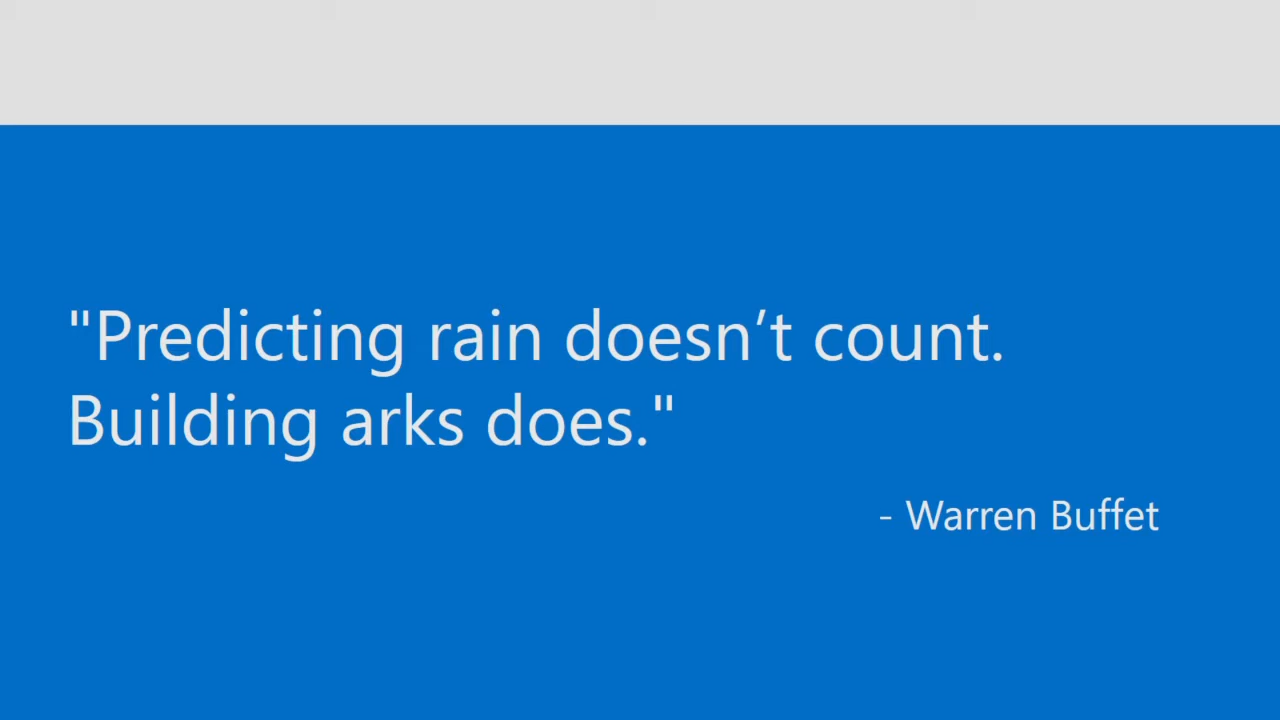 "Predicting rain doesn’t count.
Building arks does."
- Warren Buffet